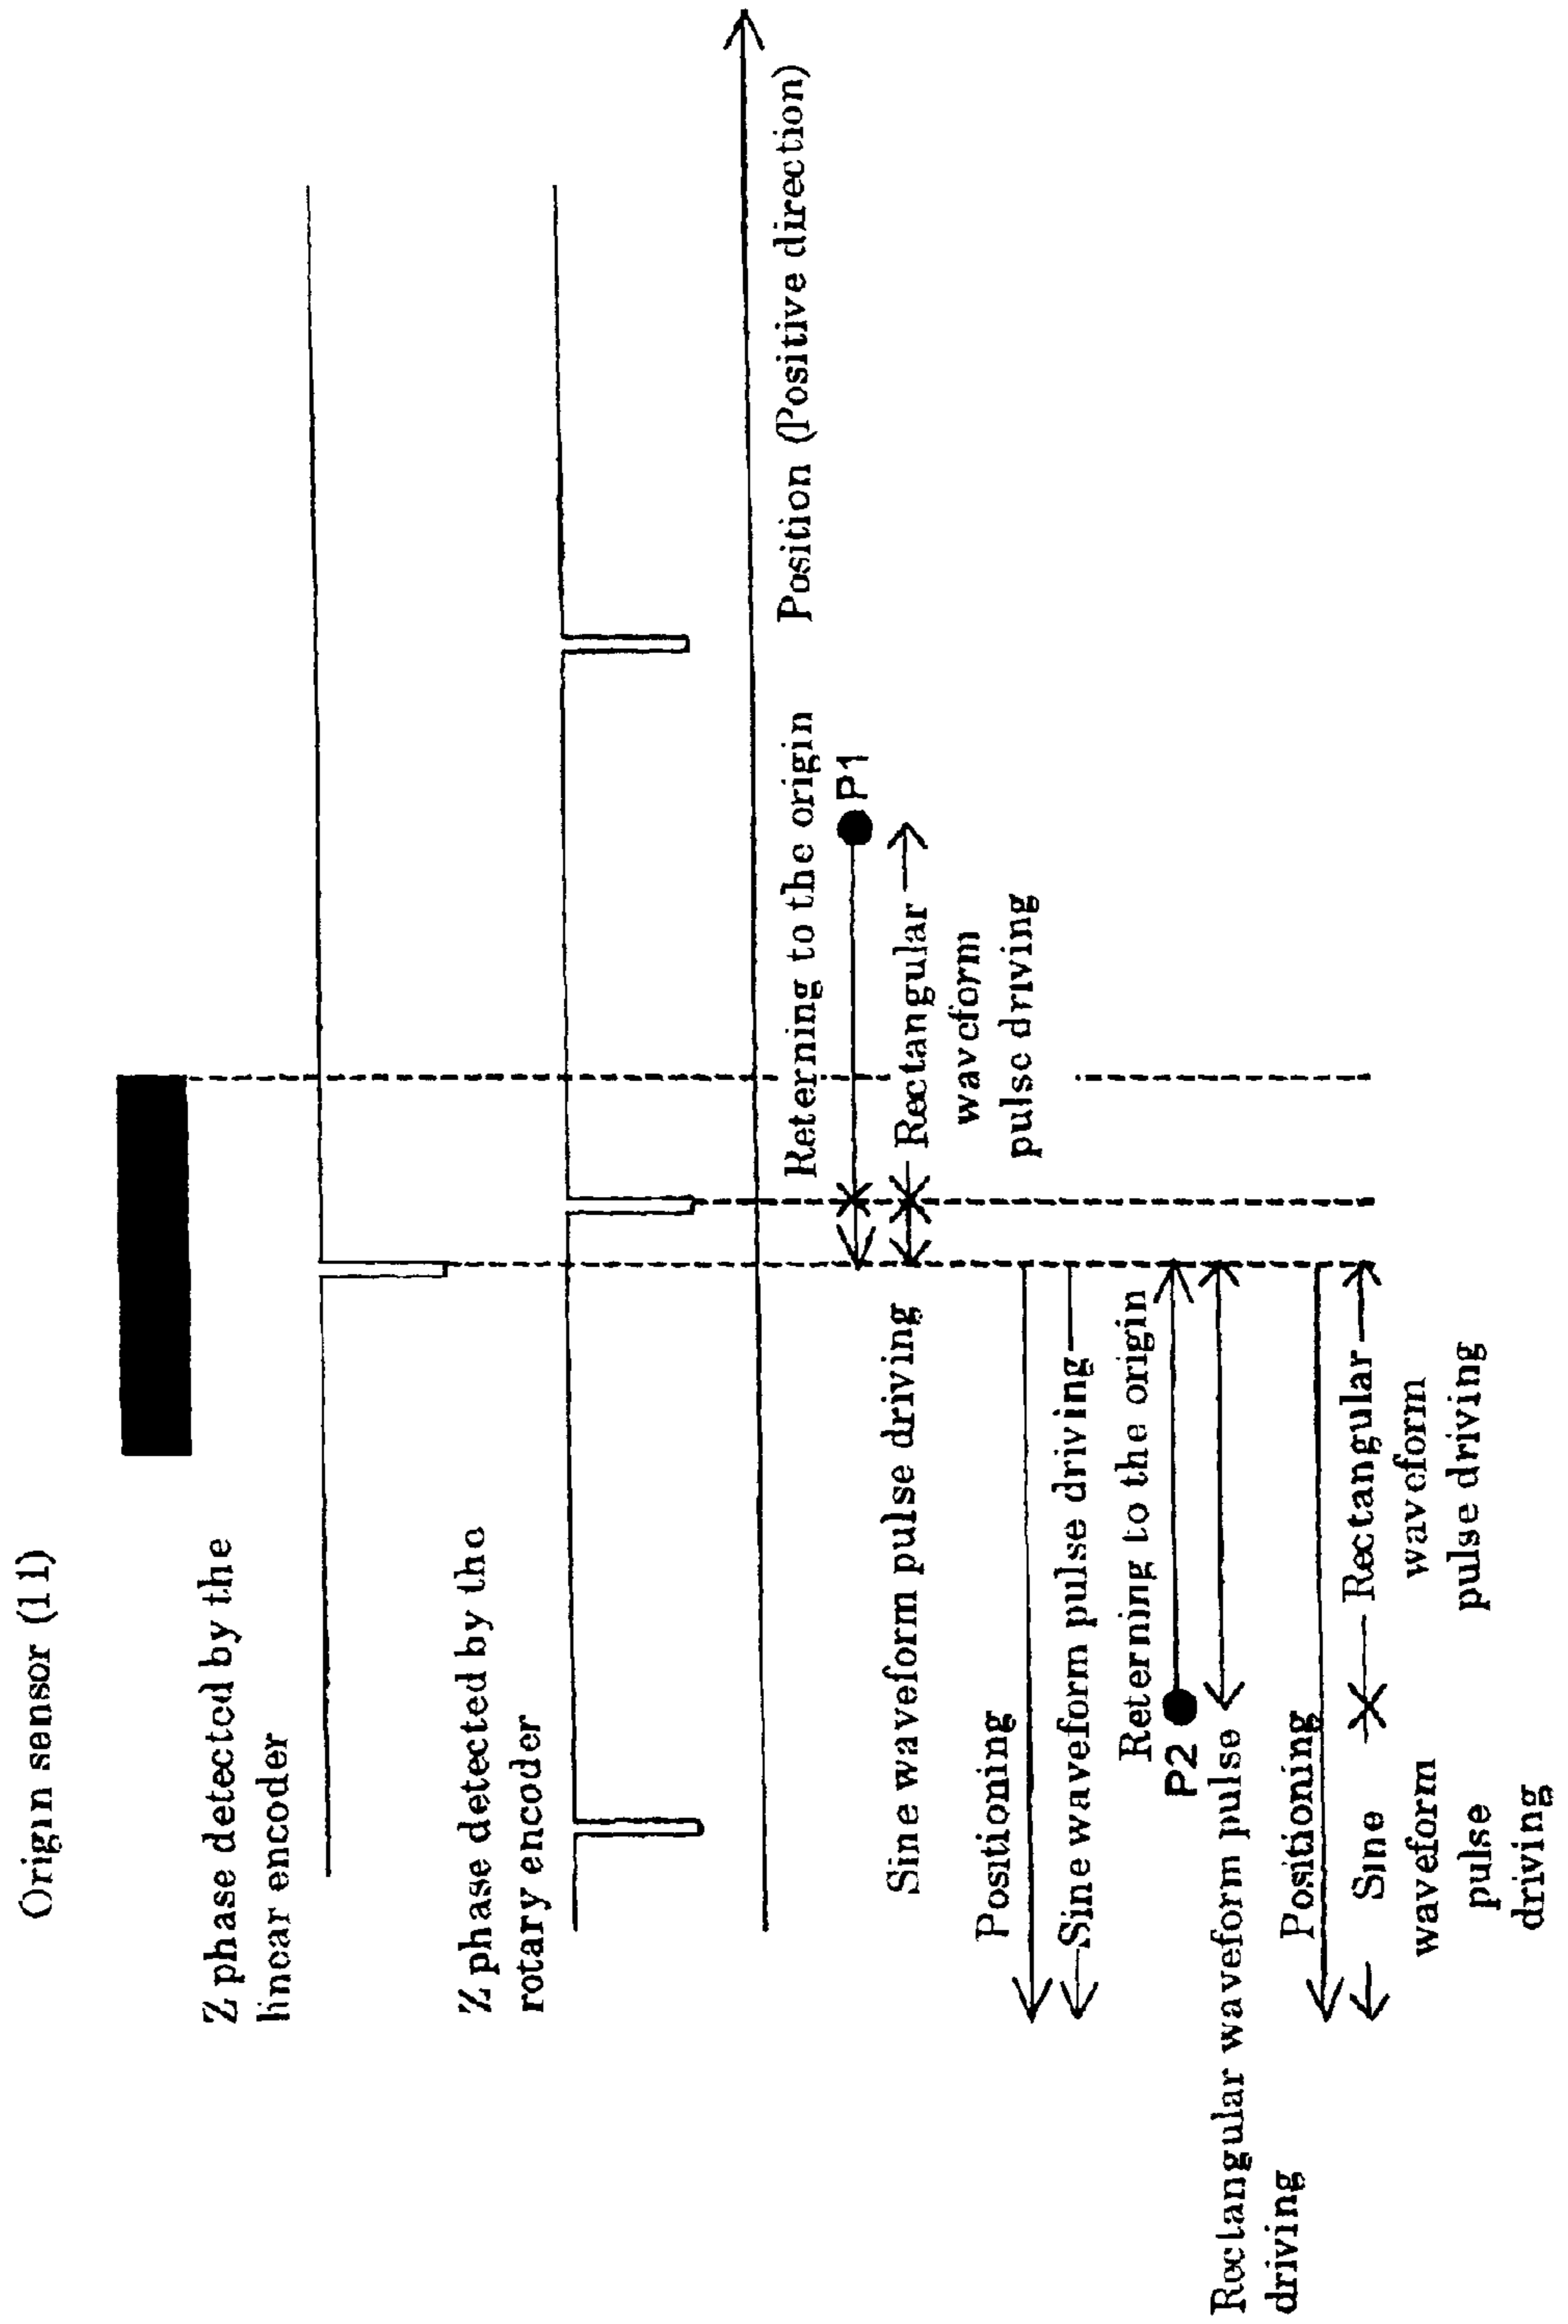 Origin sensor (11)
Z phase detected by the
linear encoder
Z phase detected by the
rotary encoder
Position (Positive direction)
Reterning to the origin
P1
Rectangular
waveform
pulse driving
Sine waveform pulse driving
Positioning
Sine waveform pulse driving
Reterning to the origin
P2
Rectangular waveform pulse
driving
Positioning
Sine
waveform
pulse
driving
Rectangular
waveform
pulse driving